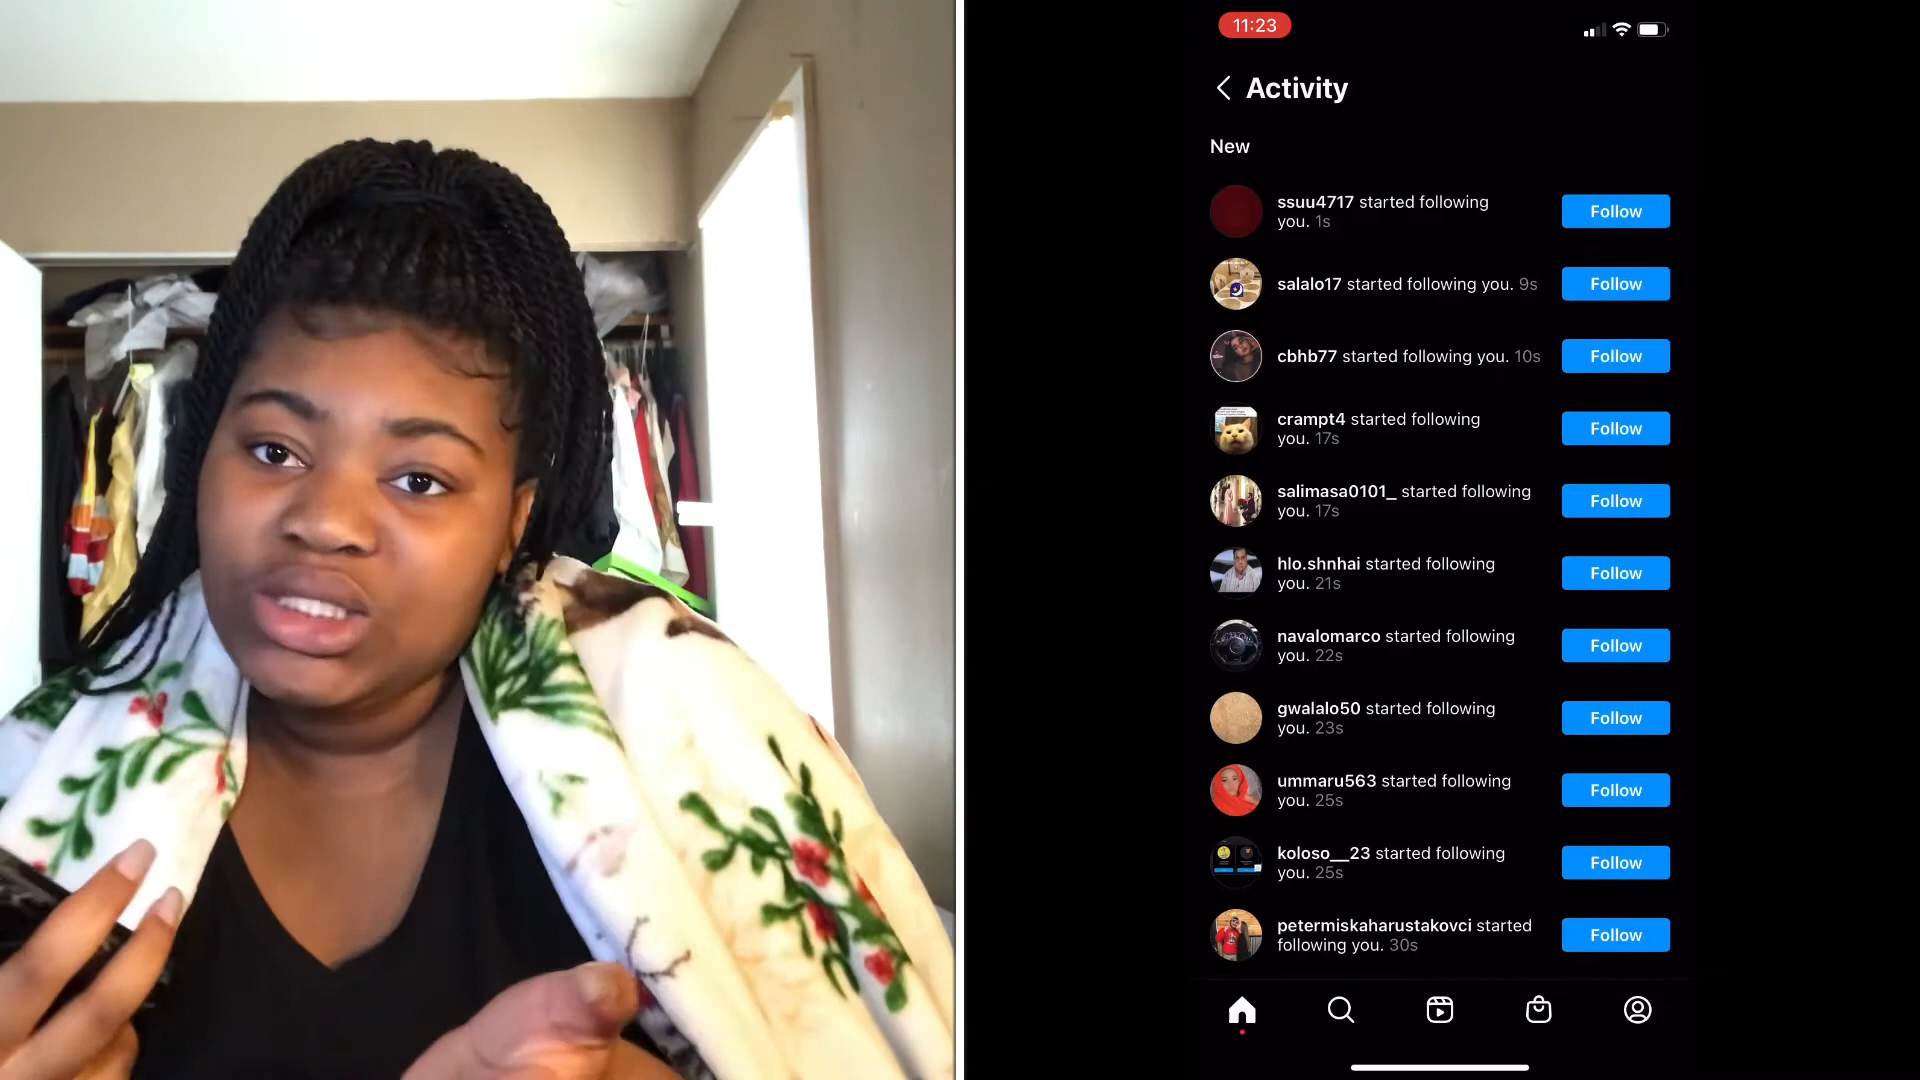 11:23
Activity
New
ssuu4717 started following
you. 1s
Follow
salalo17 started following you. 9s
Follow
cbhb77 started following you. 10s
Follow
crampt4 started following
you. 17s
Follow
salimasa0101_ started following
you. 17s
Follow
hlo.shnhai started following
you. 21s
Follow
navalomarco started following
you. 22s
Follow
gwalalo50 started following
you. 23s
Follow
ummaru563 started following
you. 25s
Follow
koloso__23 started following
you. 25s
Follow
petermiskaharustakovci started
following you. 30s
Follow